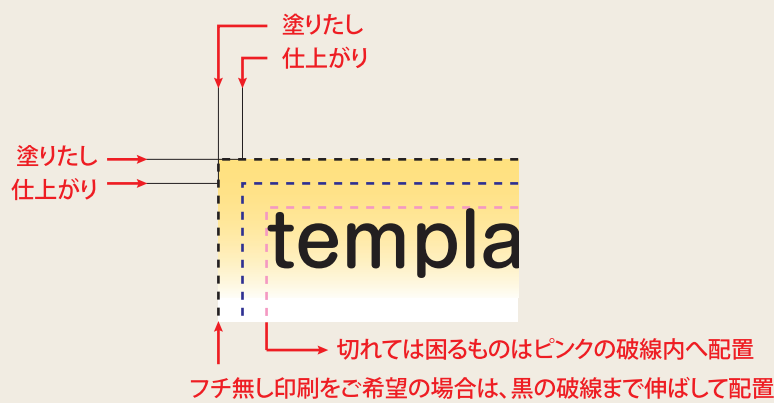 塗りたし
仕上がり
塗りたし
仕上がり
templa
切れては困るものはピンクの破線内へ配置
フチ無し印刷をご希望の場合は、黒の破線まで伸ばして配置